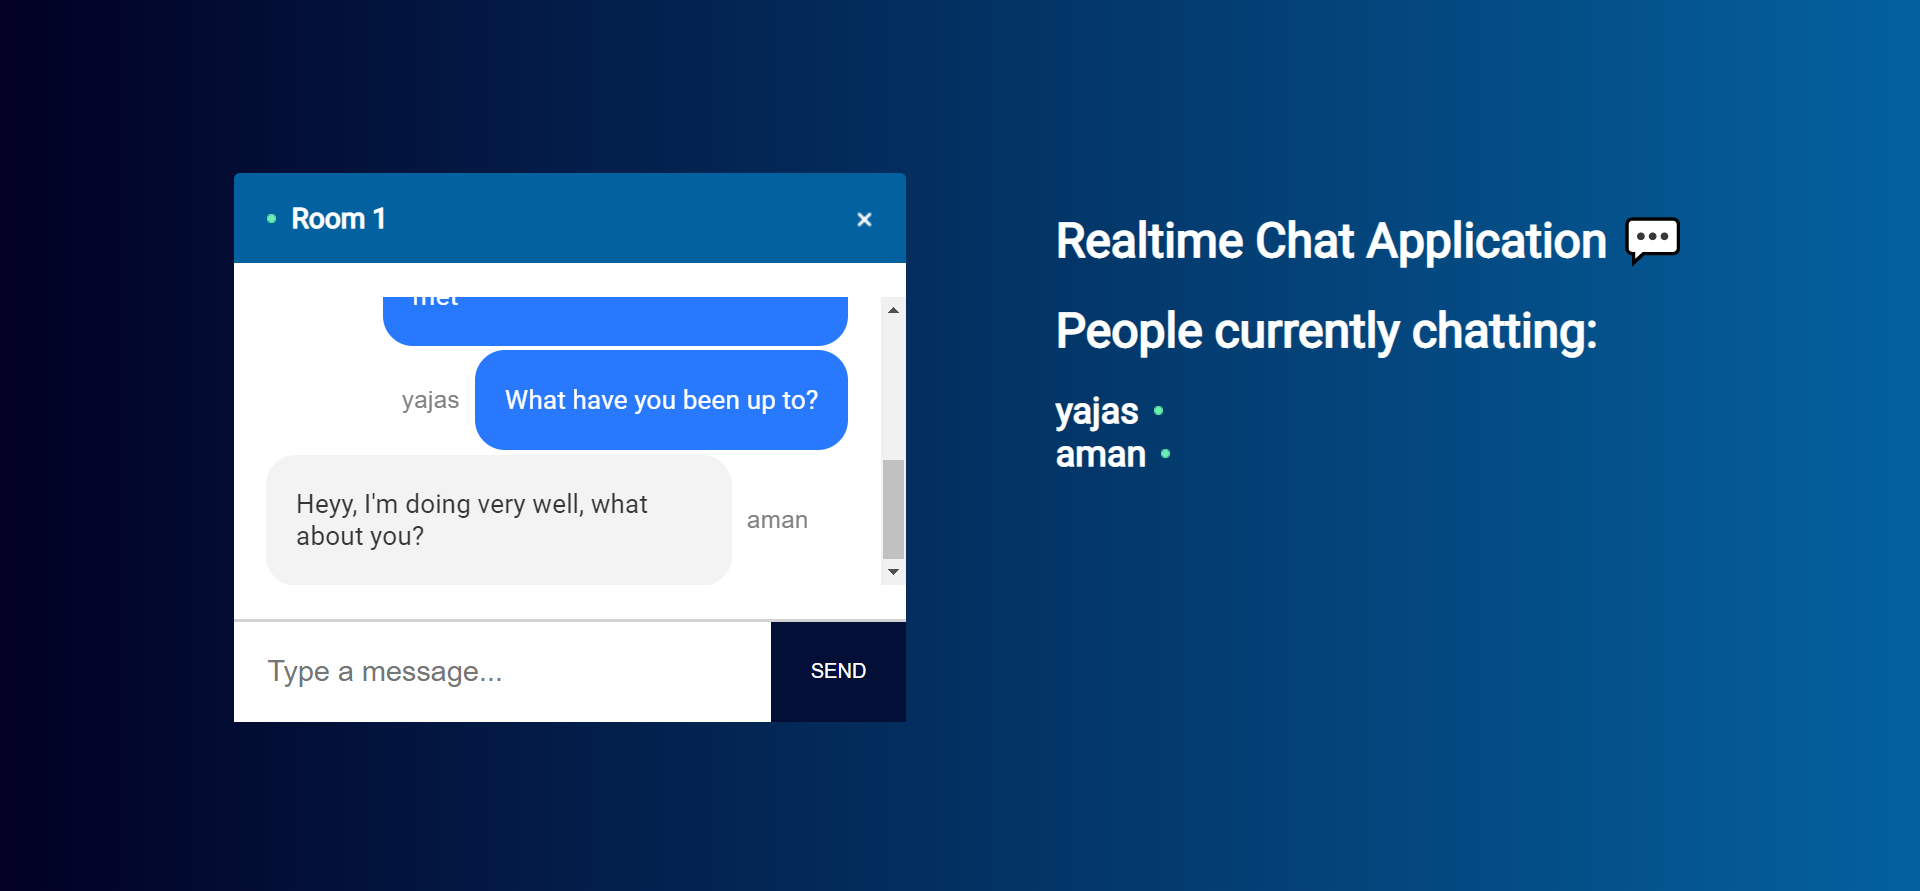 Room 1
met
yajas What have you been up to?
Heyy, I'm doing very well, what
about you?
aman
Type a message...
SEND
Realtime Chat Application
People currently chatting:
yajas
aman